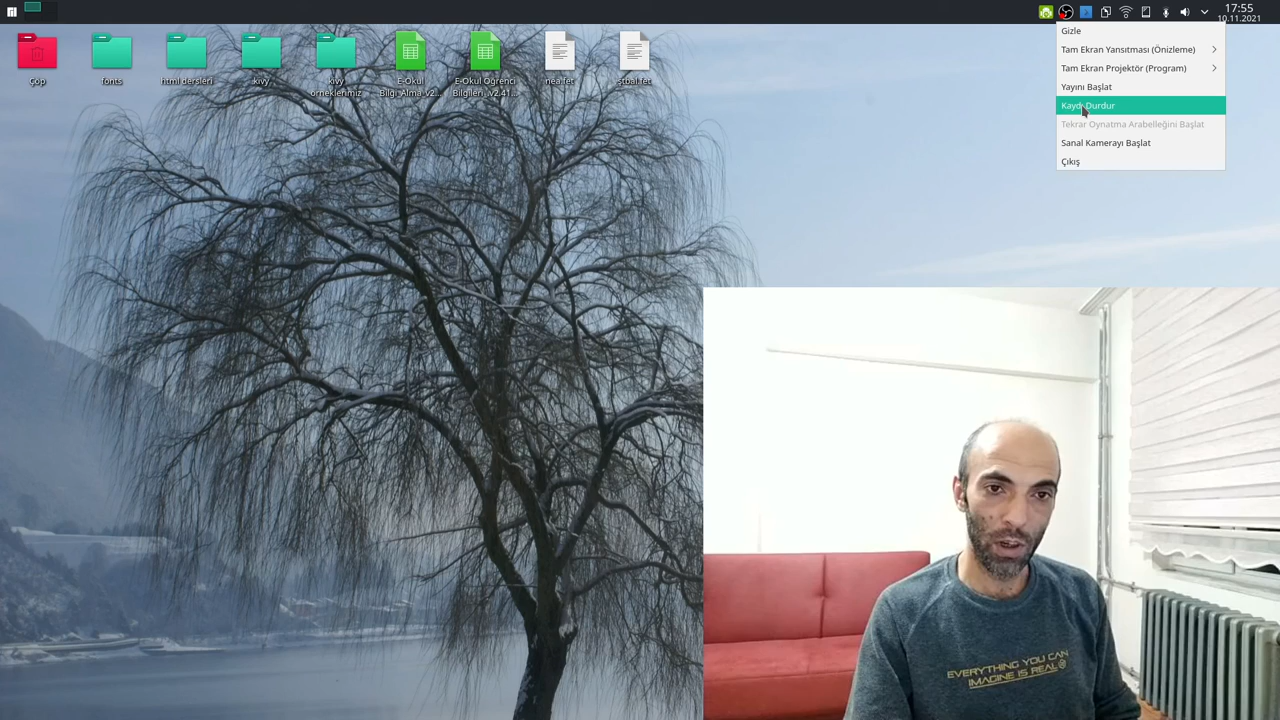 17:55
10.11.2021
Gizle
Tam Ekran Yansıtması (Önizleme)
Tam Ekran Projektör (Program)
Yayını Başlat
Kaydı Durdur
Tekrar Oynatma Arabelleğini Başlat
Sanal Kamerayı Başlat
Çıkış
Çöp
fonts
html dersleri
kivy
kivy
örneklerimiz
E-Okul
Bilgi Alma-v2...
E-Okul Öğrenci
Bilgileri -v2.41...
nea.fet
stbal.fet
EVERYTHING YOU CAN
IMAGINE IS REAL